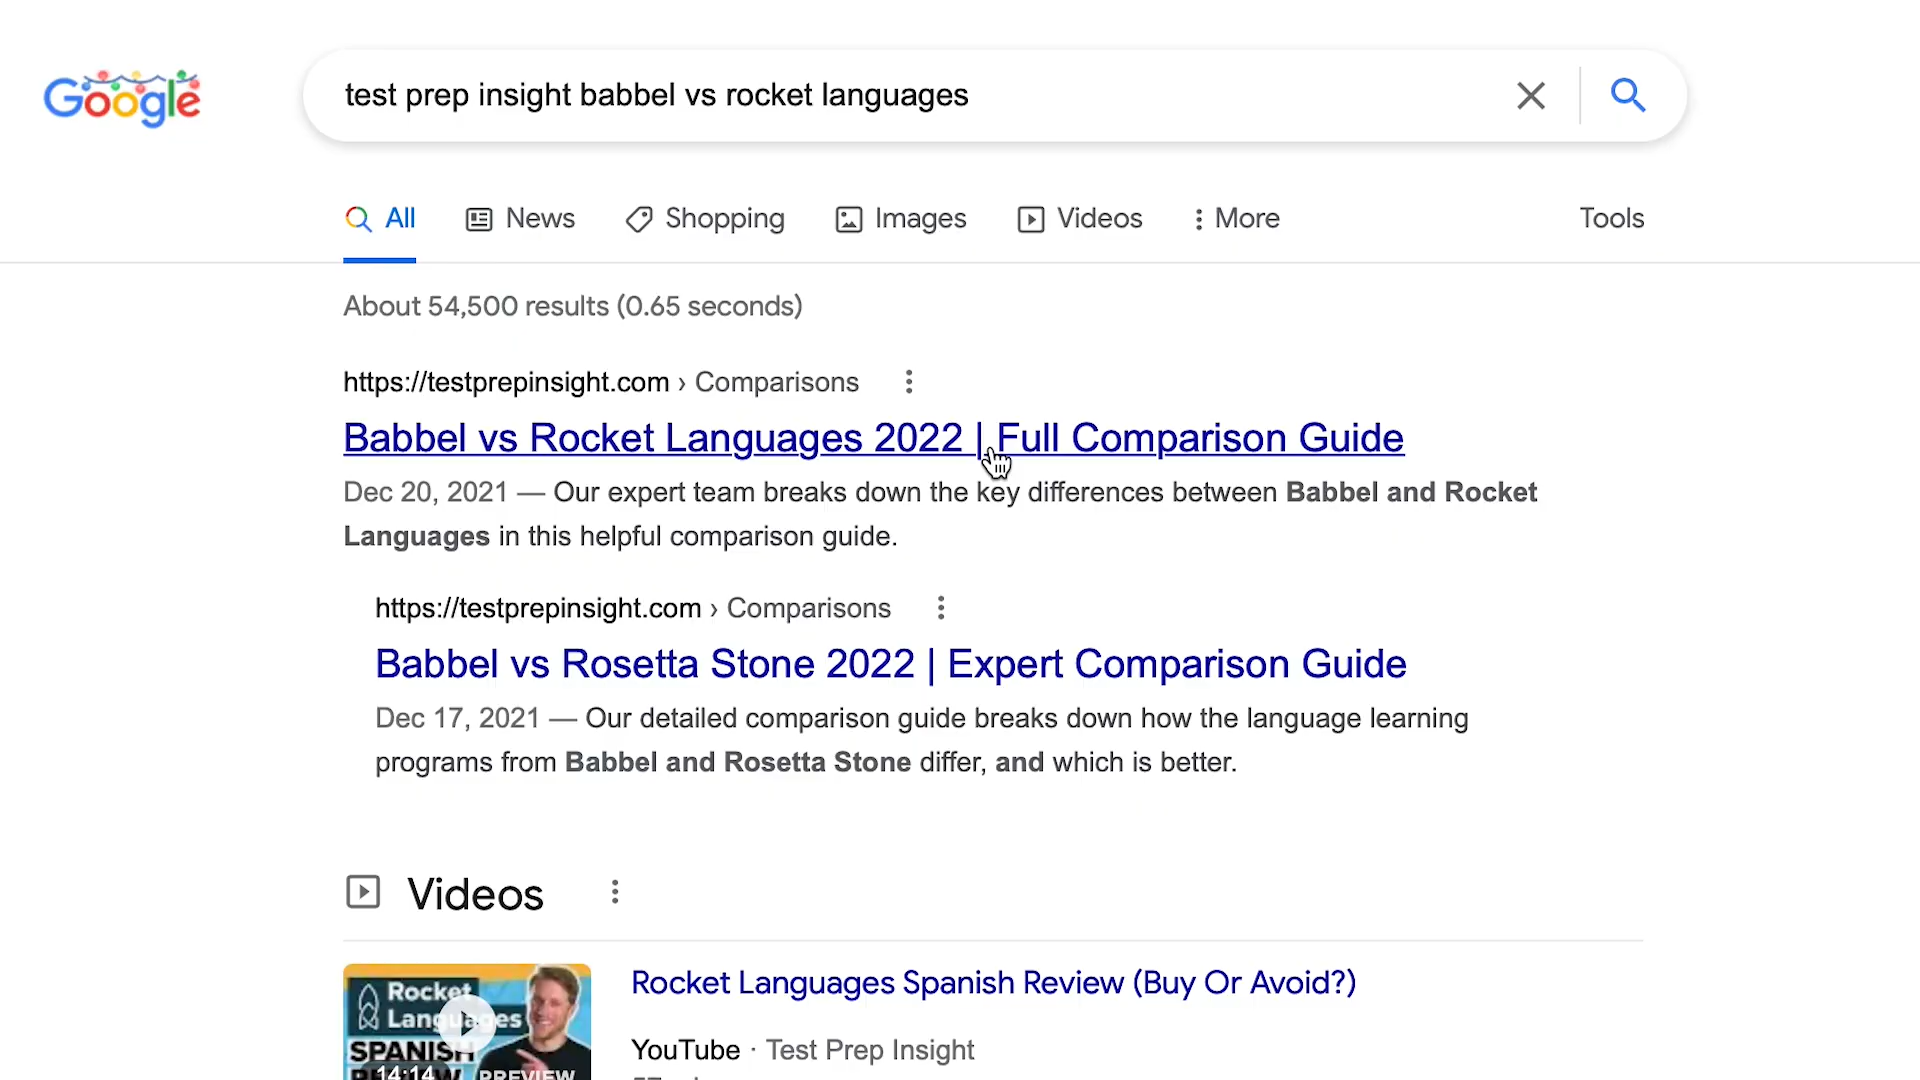 Google
test prep insight babbel vs rocket languages
All News Shopping Images Videos More Tools
About 54,500 results (0.65 seconds)
https://testprepinsight.com › Comparisons
Babbel vs Rocket Languages 2022 | Full Comparison Guide
Dec 20, 2021 — Our expert team breaks down the key differences between Babbel and Rocket
Languages in this helpful comparison guide.
https://testprepinsight.com › Comparisons
Babbel vs Rosetta Stone 2022 | Expert Comparison Guide
Dec 17, 2021 — Our detailed comparison guide breaks down how the language learning
programs from Babbel and Rosetta Stone differ, and which is better.
Videos
Rocket
Languages
SPANISH
14:14
PREVIEW
Rocket Languages Spanish Review (Buy Or Avoid?)
YouTube · Test Prep Insight